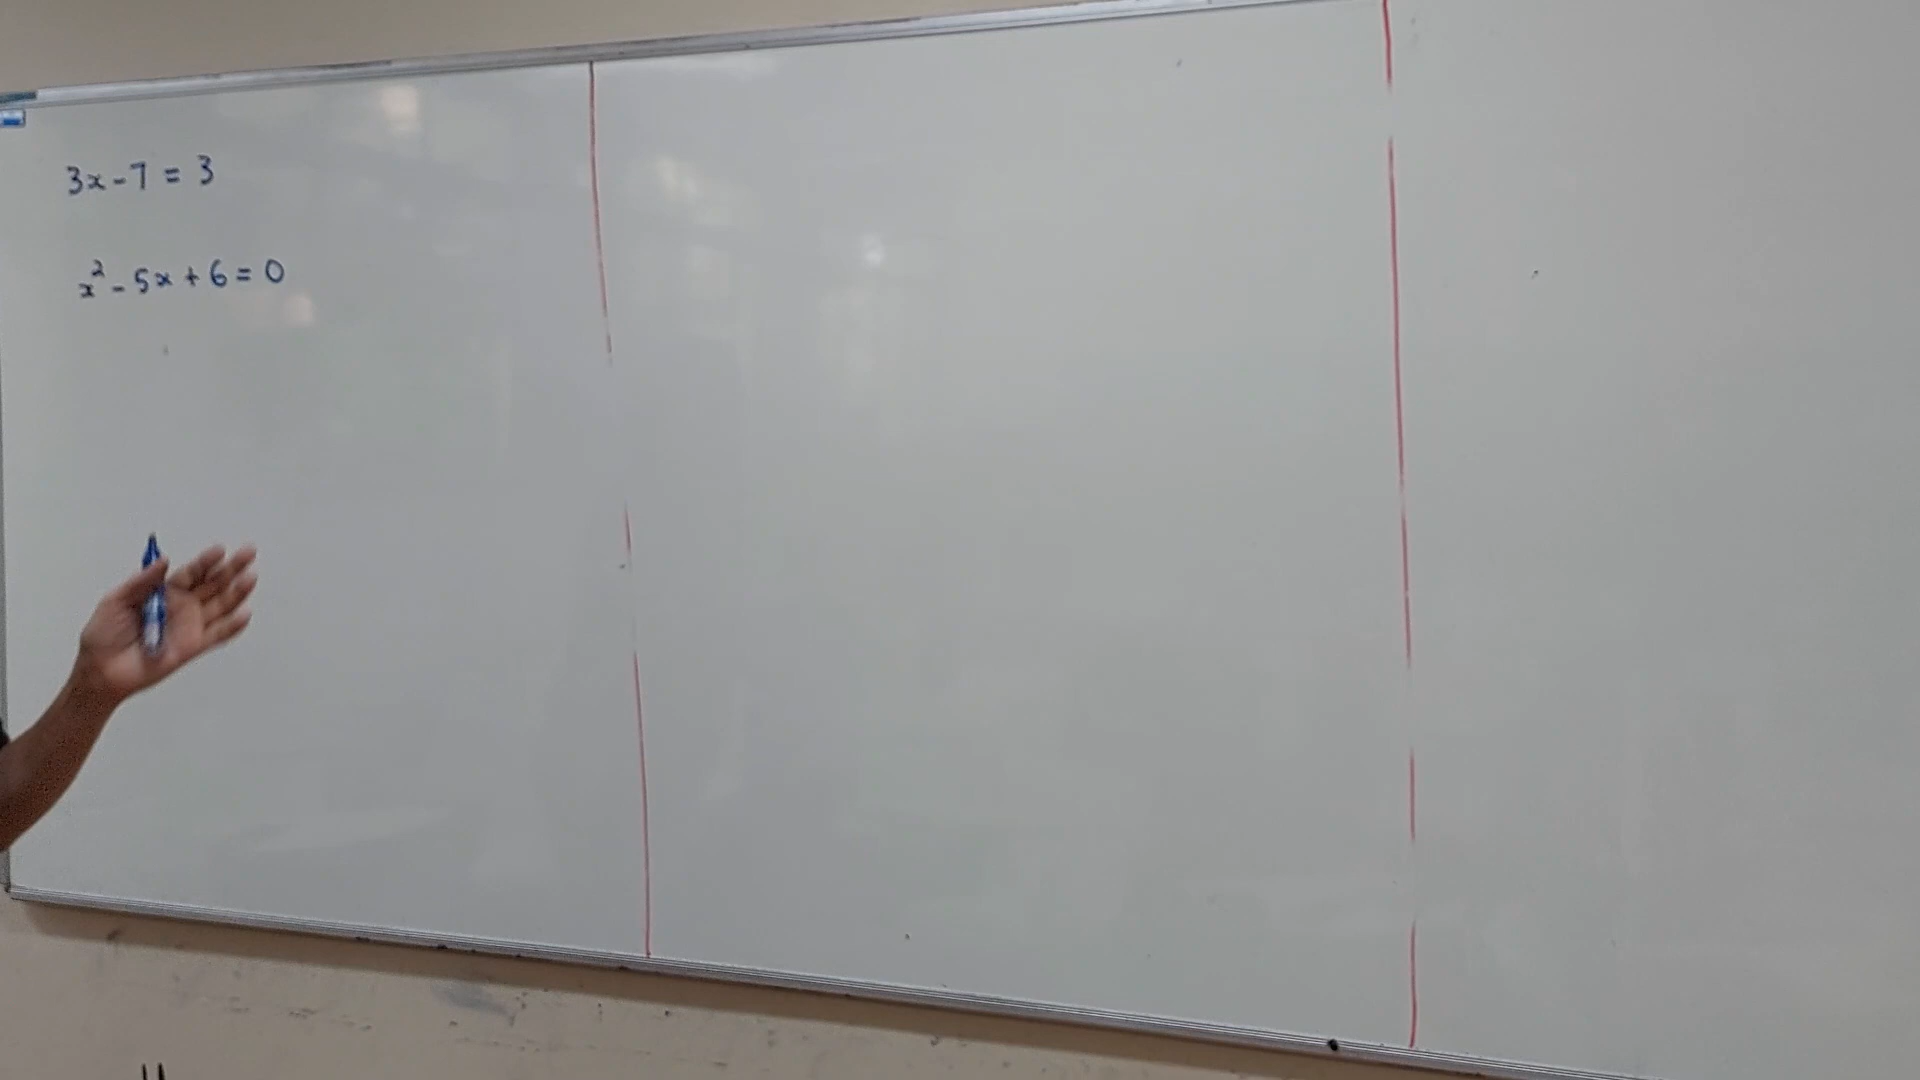 3x - 7 = 3
x² - 5x + 6 = 0